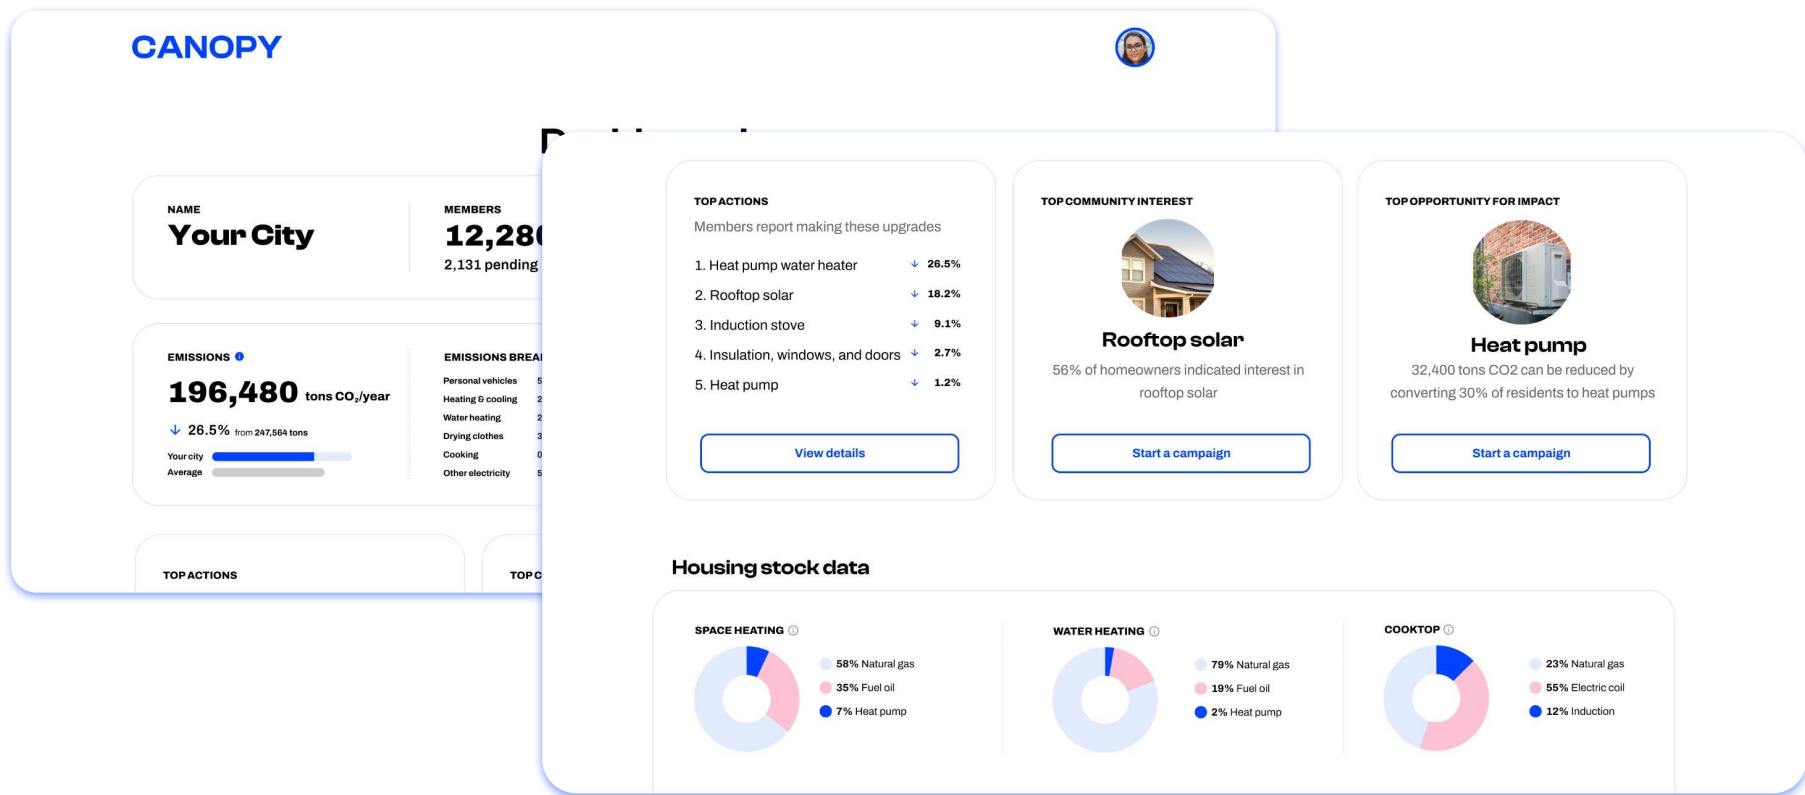 CANOPY
NAME
Your City
MEMBERS
2,131 pending
EMISSIONS
196,480 tons CO₂/year
26.5% from 247,564 tons
Your city
Average
EMISSIONS
Personal vehicles
Heating & cooling
Water heating
Drying clothes
Cooking
Other electricity
TOP ACTIONS
TOP ACTIONS
Members report making these upgrades
1. Heat pump water heater 26.5%
2. Rooftop solar 18.2%
3. Induction stove 9.1%
4. Insulation, windows, and doors 2.7%
5. Heat pump 1.2%
View details
TOP COMMUNITY INTEREST
Rooftop solar
56% of homeowners indicated interest in
rooftop solar
Start a campaign
TOP OPPORTUNITY FOR IMPACT
Heat pump
32,400 tons CO2 can be reduced by
converting 30% of residents to heat pumps
Start a campaign
Housing stock data
SPACE HEATING
58% Natural gas
35% Fuel oil
7% Heat pump
WATER HEATING
79% Natural gas
19% Fuel oil
2% Heat pump
COOKTOP
23% Natural gas
55% Electric coil
12% Induction